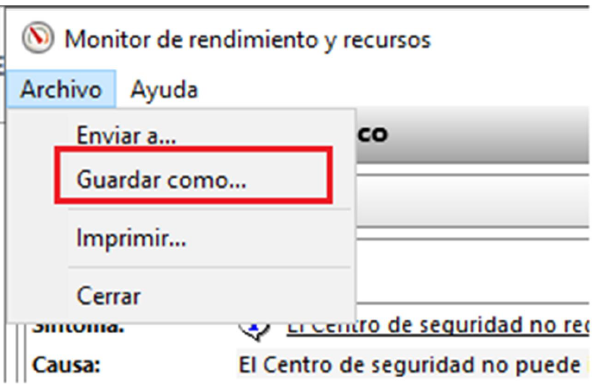 Monitor de rendimiento y recursos
Archivo Ayuda
Enviar a...
co
Guardar como...
Imprimir...
Cerrar
Síntoma: El Centro de seguridad no
Causa: El Centro de seguridad no puede